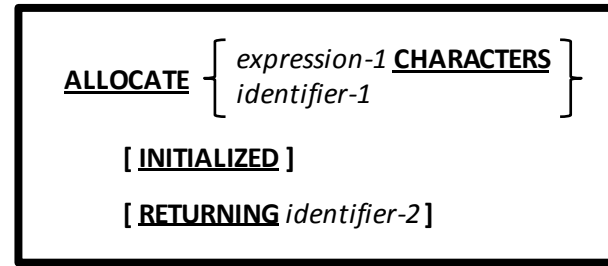 ALLOCATE { expression-1 CHARACTERS }
identifier-1
[ INITIALIZED ]
[ RETURNING identifier-2 ]